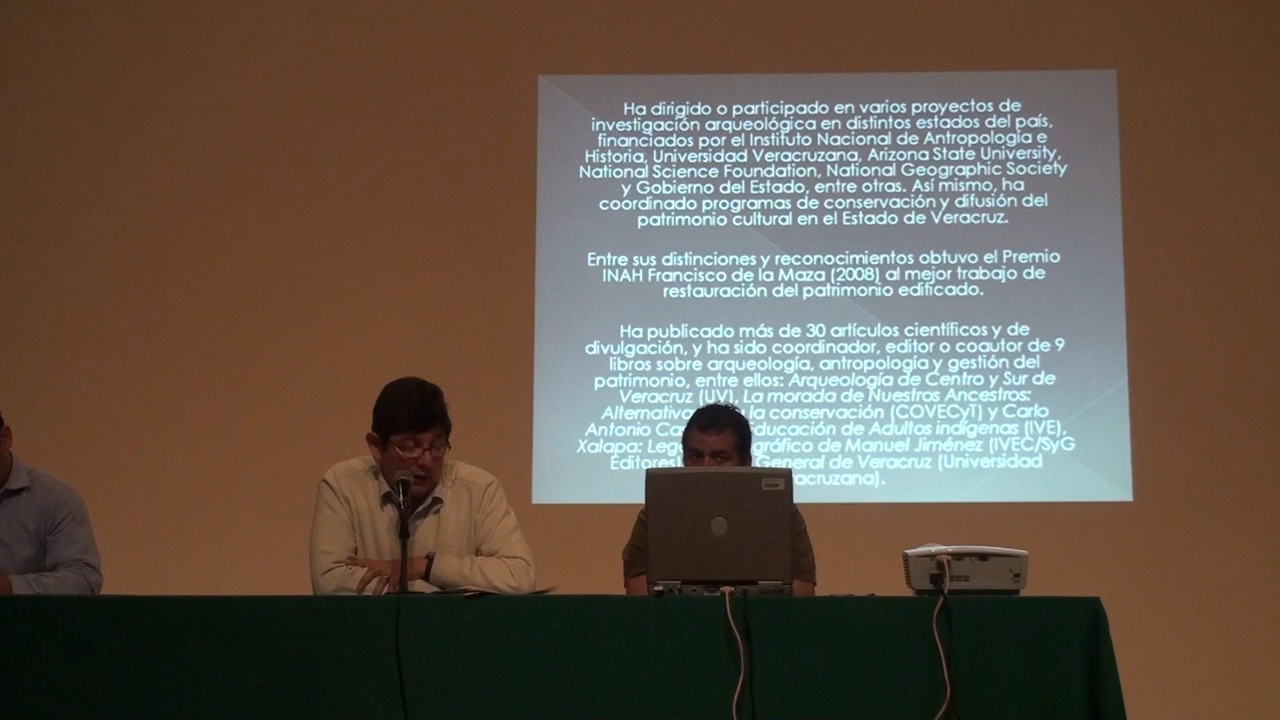 Ha dirigido o participado en varios proyectos de
investigación arqueológica en distintos estados del país,
financiados por el Instituto Nacional de Antropología e
Historia, Universidad Veracruzana, Arizona State University,
National Science Foundation, National Geographic Society
y Gobierno del Estado, entre otras. Así mismo, ha
coordinado programas de conservación y difusión del
patrimonio cultural en el Estado de Veracruz.
Entre sus distinciones y reconocimientos obtuvo el Premio
INAH Francisco de la Maza (2008) al mejor trabajo de
restauración del patrimonio edificado.
Ha publicado más de 30 artículos científicos y de
divulgación, y ha sido coordinador, editor o coautor de 9
libros sobre arqueología, antropología y gestión del
patrimonio, entre ellos: Arqueología de Centro y Sur de
Veracruz (UV), La morada de Nuestros Ancestros:
la conservación (COVECyT) y Carlo
Antonio de Adultos indígenas (IVE),
Xalapa: de Manuel Jiménez (IVEC/SyG
Editores) General de Veracruz (Universidad